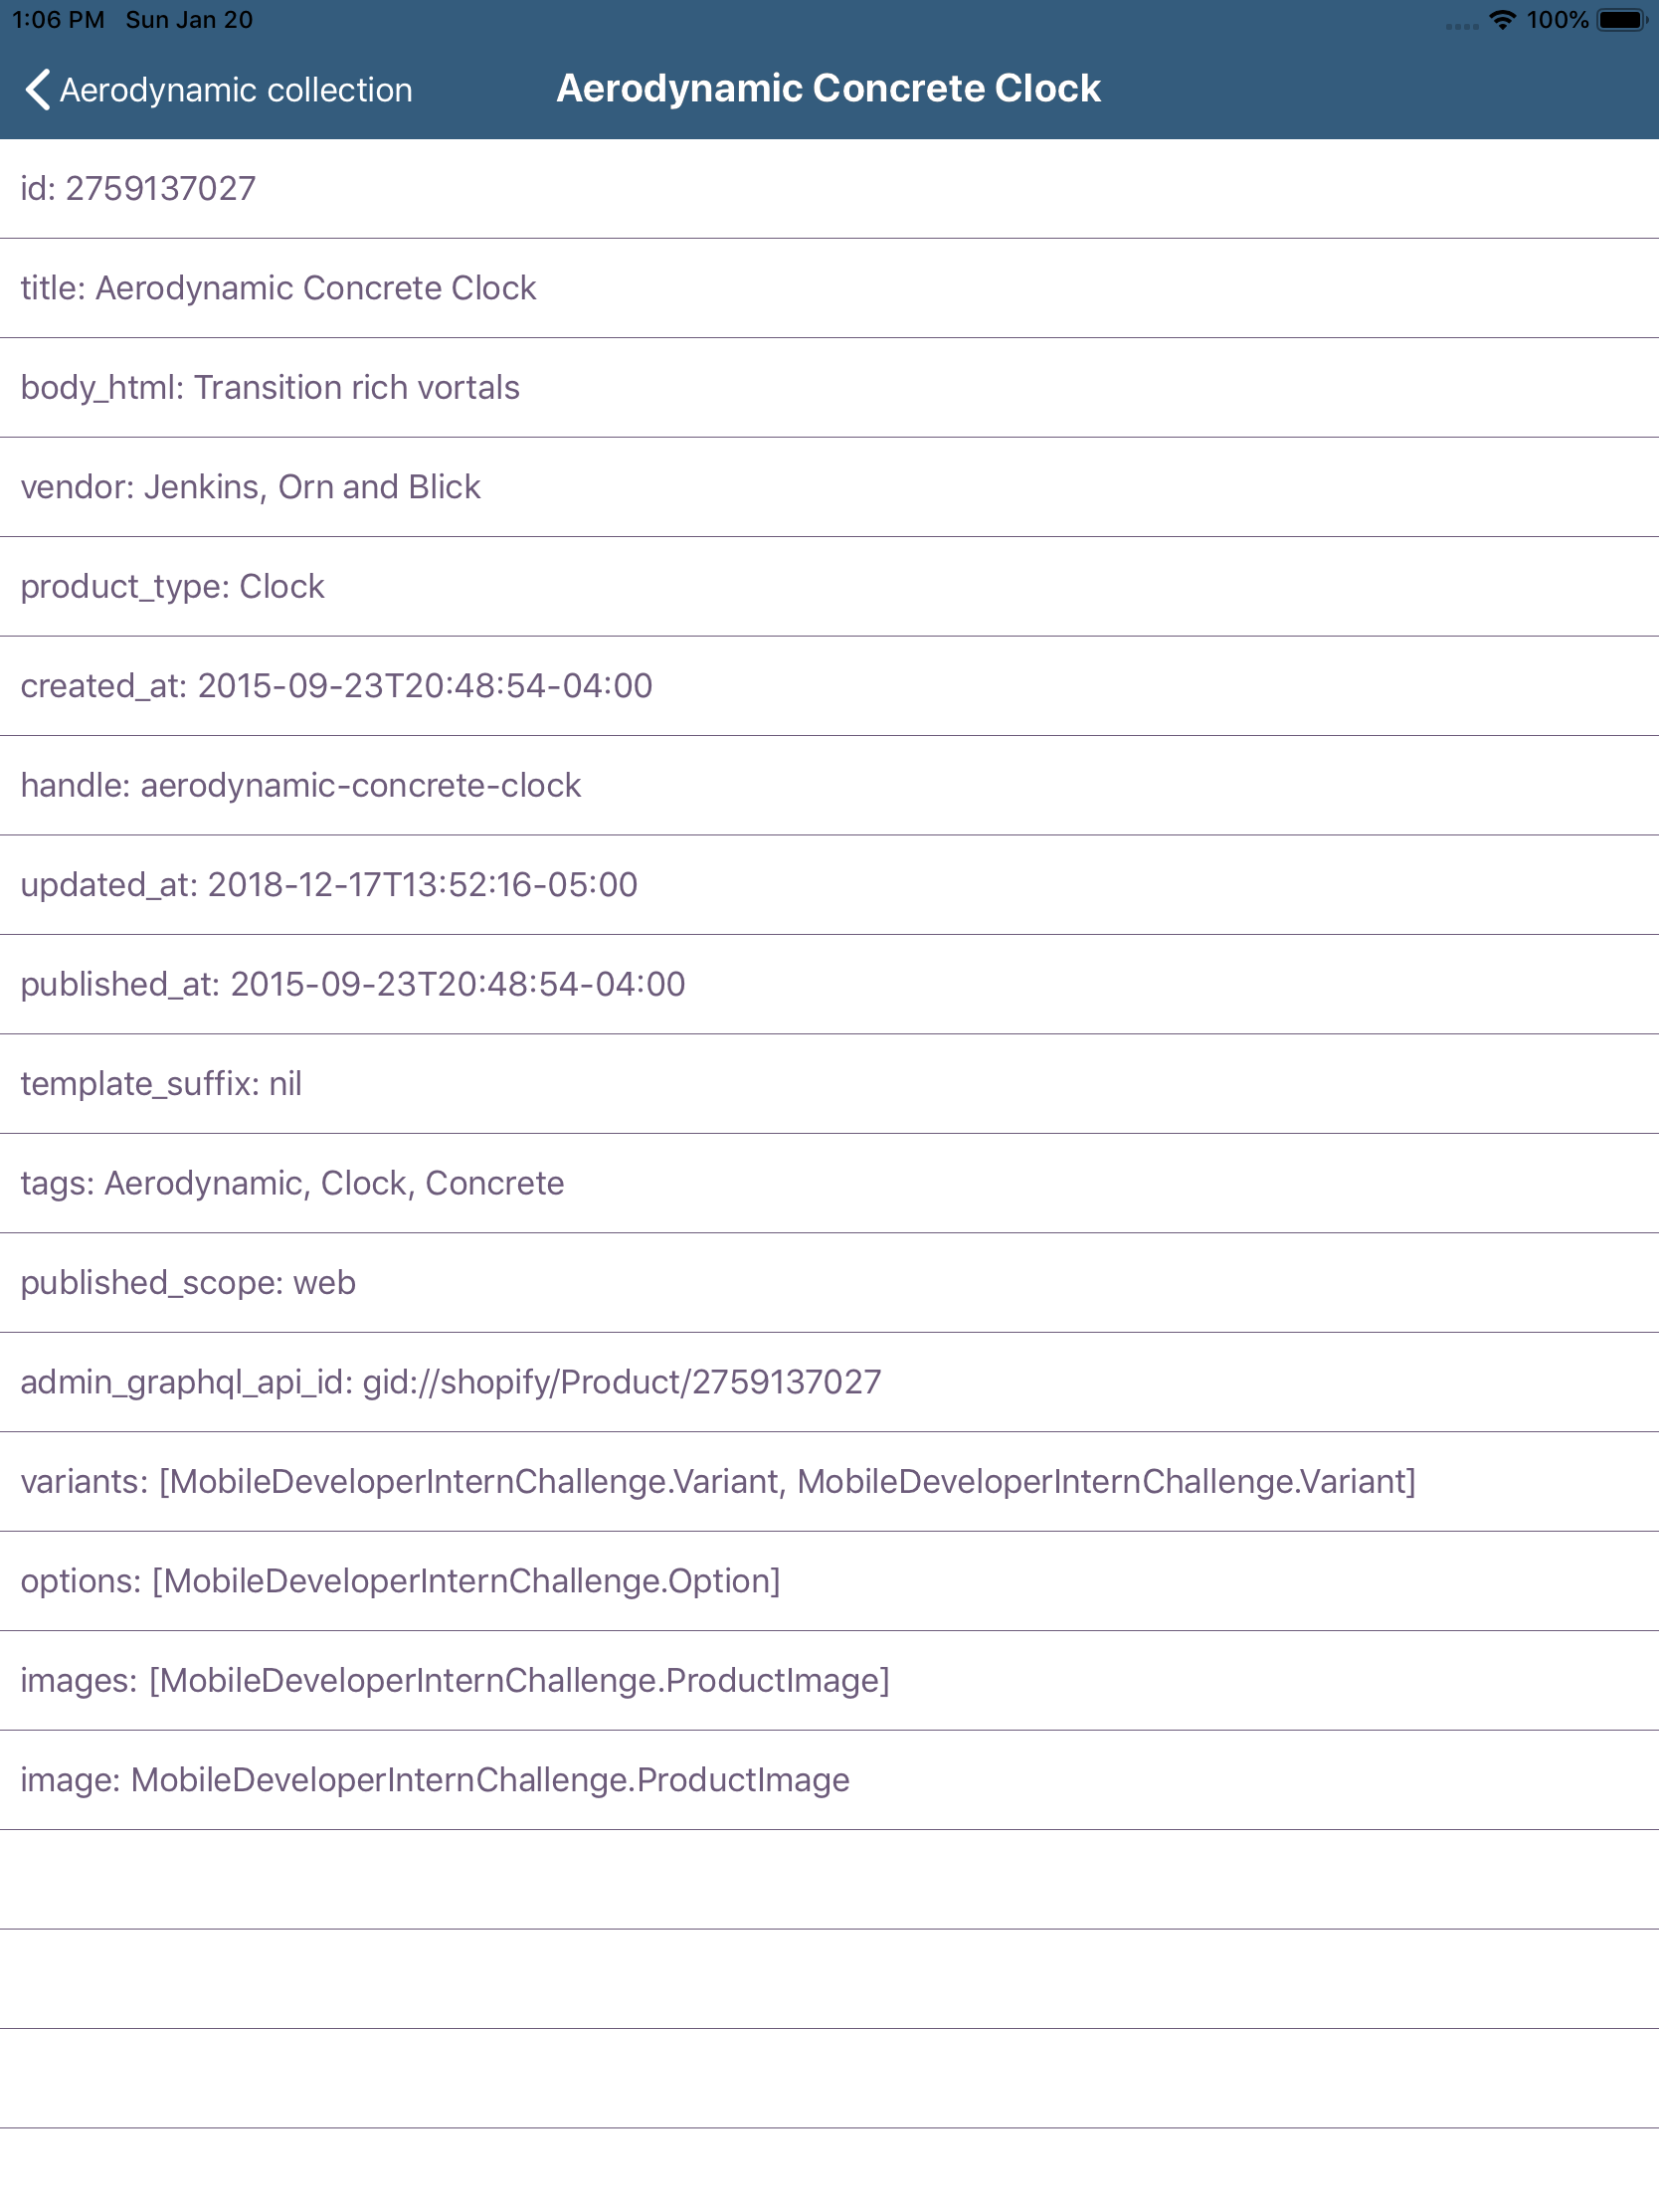 1:06 PM Sun Jan 20 100%
Aerodynamic collection Aerodynamic Concrete Clock
id: 2759137027
title: Aerodynamic Concrete Clock
body_html: Transition rich vortals
vendor: Jenkins, Orn and Blick
product_type: Clock
created_at: 2015-09-23T20:48:54-04:00
handle: aerodynamic-concrete-clock
updated_at: 2018-12-17T13:52:16-05:00
published_at: 2015-09-23T20:48:54-04:00
template_suffix: nil
tags: Aerodynamic, Clock, Concrete
published_scope: web
admin_graphql_api_id: gid://shopify/Product/2759137027
variants: [MobileDeveloperInternChallenge.Variant, MobileDeveloperInternChallenge.Variant]
options: [MobileDeveloperInternChallenge.Option]
images: [MobileDeveloperInternChallenge.ProductImage]
image: MobileDeveloperInternChallenge.ProductImage